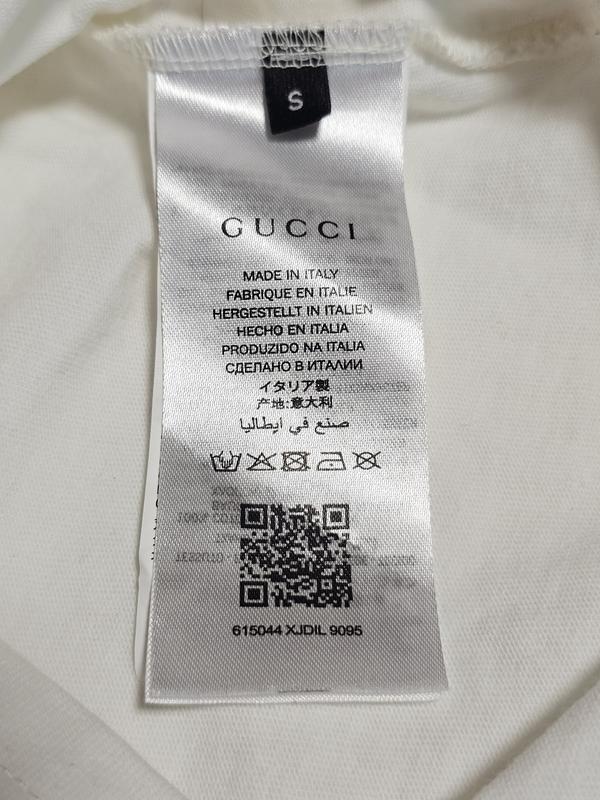 S
GUCCI
MADE IN ITALY
FABRIQUE EN ITALIE
HERGESTELLT IN ITALIEN
HECHO EN ITALIA
PRODUZIDO NA ITALIA
СДЕЛАНО В ИТАЛИИ
イタリア製
产地:意大利
صنع في ايطاليا
615044 XJDIL 9095